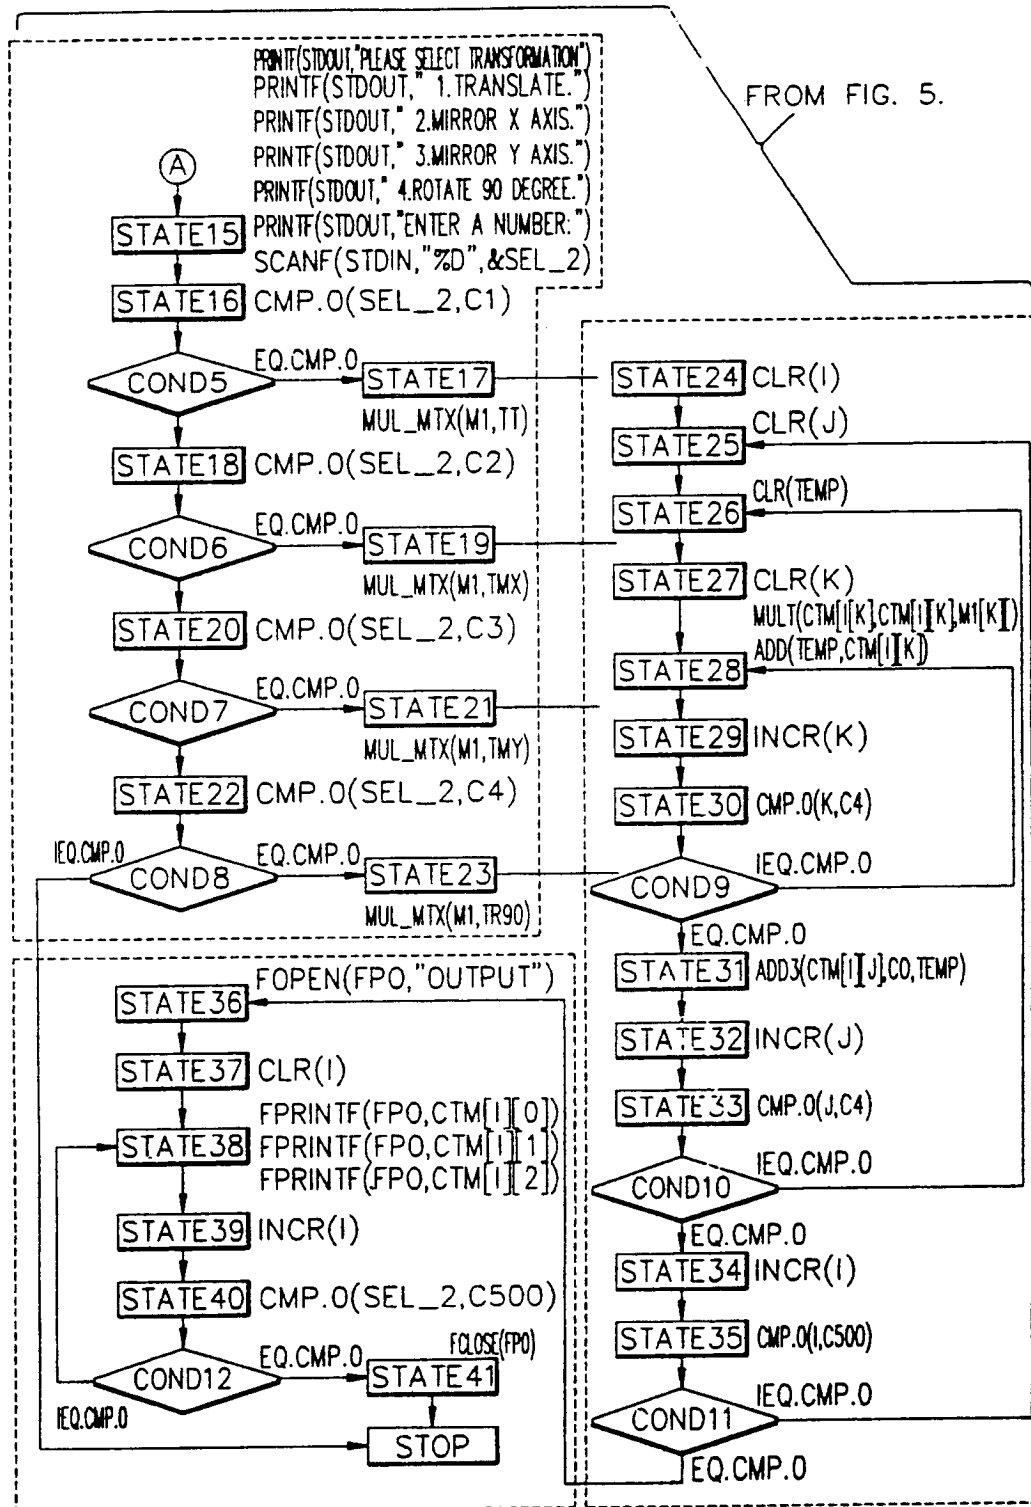 PRINTF(STDOUT,"PLEASE SELECT TRANSFORMATION")
PRINTF(STDOUT," 1.TRANSLATE.")
PRINTF(STDOUT," 2.MIRROR X AXIS.")
PRINTF(STDOUT," 3.MIRROR Y AXIS.")
PRINTF(STDOUT," 4.ROTATE 90 DEGREE.")
PRINTF(STDOUT,"ENTER A NUMBER:")
SCANF(STDIN,"%D",&SEL_2)
FROM FIG. 5.
A
STATE15
STATE16 CMP.0(SEL_2,C1)
COND5 EQ.CMP.0 STATE17
MUL_MTX(M1,TT)
STATE18 CMP.0(SEL_2,C2)
COND6 EQ.CMP.0 STATE19
MUL_MTX(M1,TMX)
STATE20 CMP.0(SEL_2,C3)
COND7 EQ.CMP.0 STATE21
MUL_MTX(M1,TMY)
STATE22 CMP.0(SEL_2,C4)
IEQ.CMP.0 COND8 EQ.CMP.0 STATE23
MUL_MTX(M1,TR90)
STATE24 CLR(I)
CLR(J)
STATE25
CLR(TEMP)
STATE26
STATE27 CLR(K)
MULT(CTM[I[K],CTM[I][K],M1[K])
ADD(TEMP,CTM[I][K])
STATE28
STATE29 INCR(K)
STATE30 CMP.0(K,C4)
COND9 IEQ.CMP.0
EQ.CMP.0
STATE31 ADD3(CTM[I][J],C0,TEMP)
STATE32 INCR(J)
STATE33 CMP.0(J,C4)
COND10 IEQ.CMP.0
EQ.CMP.0
STATE34 INCR(I)
STATE35 CMP.0(I,C500)
COND11 IEQ.CMP.0
EQ.CMP.0
FOPEN(FPO,"OUTPUT")
STATE36
STATE37 CLR(I)
FPRINTF(FPO,CTM[I][0])
STATE38 FPRINTF(FPO,CTM[I][1])
FPRINTF(FPO,CTM[I][2])
STATE39 INCR(I)
STATE40 CMP.0(SEL_2,C500)
COND12 EQ.CMP.0 FCLOSE(FPO)
STATE41
IEQ.CMP.0
STOP